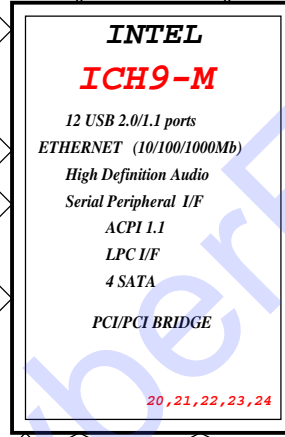 INTEL
ICH9-M
12 USB 2.0/1.1 ports
ETHERNET (10/100/1000Mb)
High Definition Audio
Serial Peripheral I/F
ACPI 1.1
LPC I/F
4 SATA
PCI/PCI BRIDGE
20,21,22,23,24